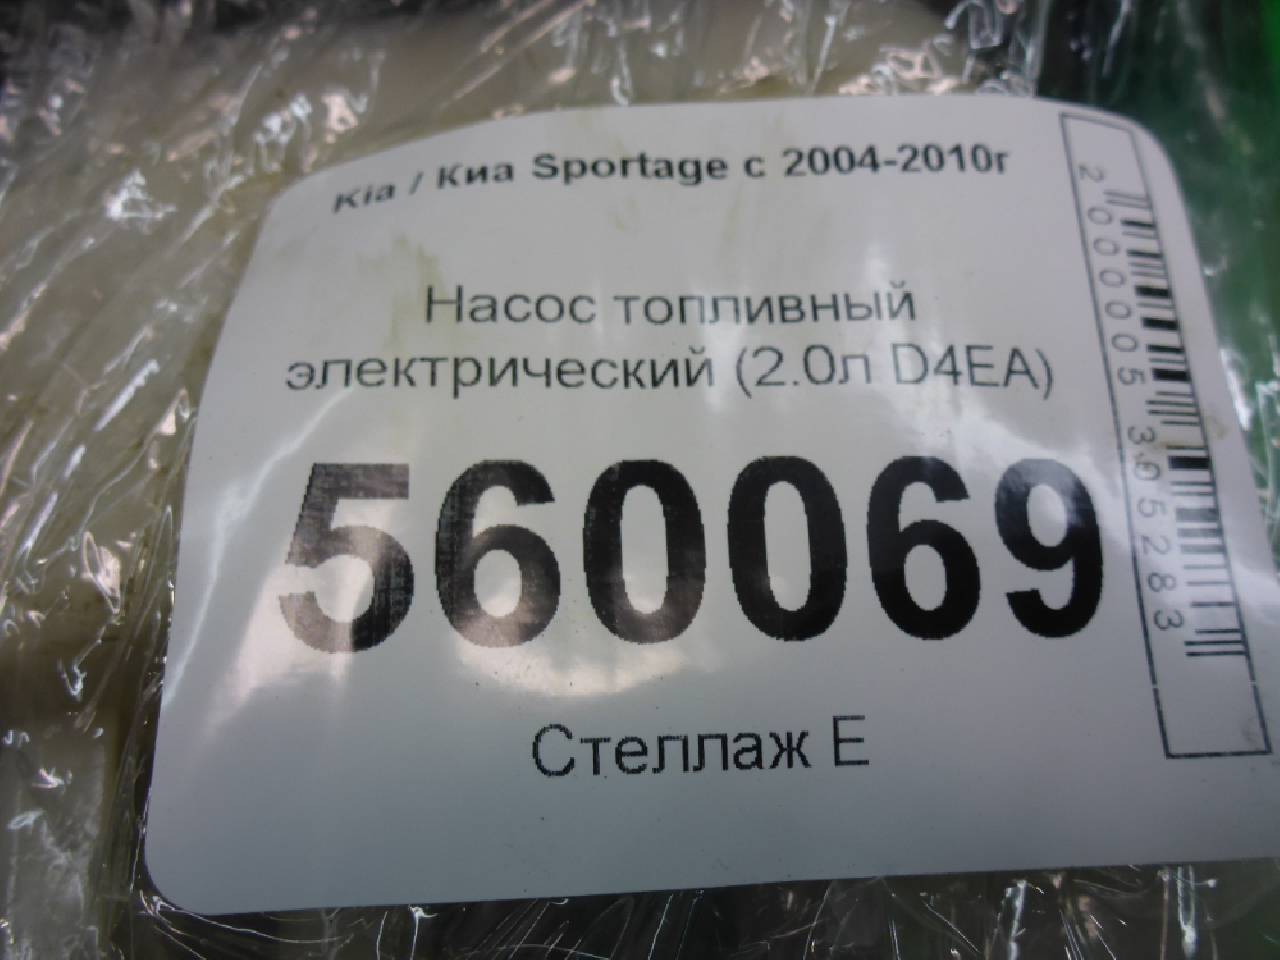 Kia / Киа Sportage с 2004-2010г
Насос топливный
электрический (2.0л D4EA)
560069
Стеллаж E
2000005305283